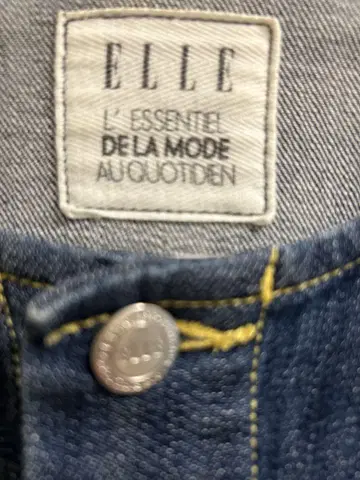 ELLE
L'ESSENTIEL
DE LA MODE
AU QUOTIDIEN